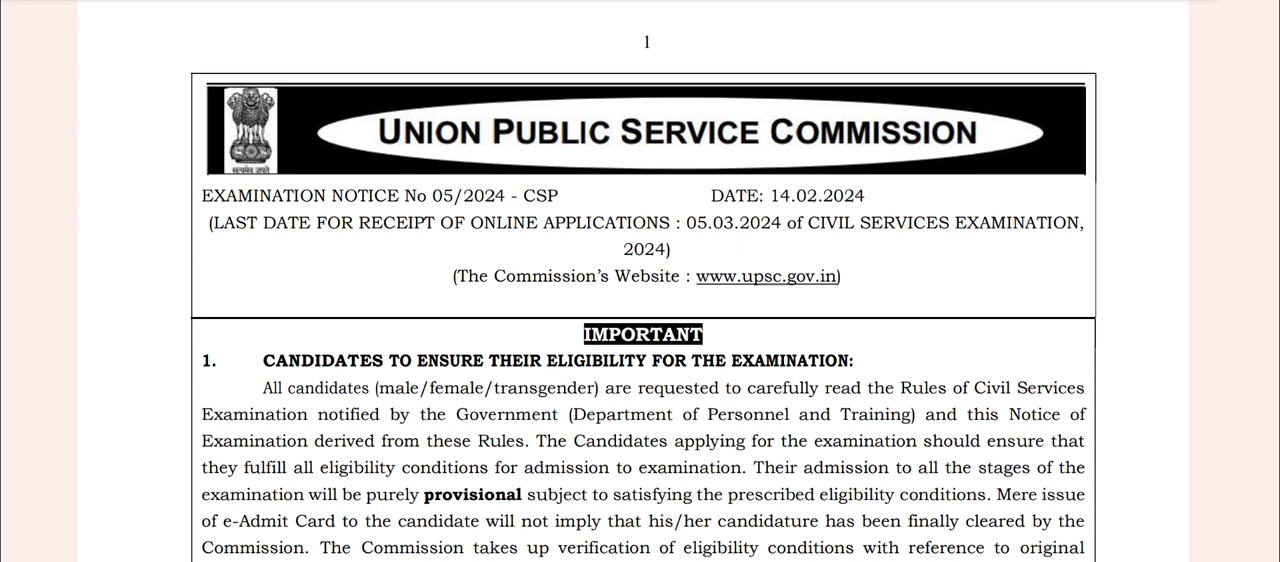 1
UNION PUBLIC SERVICE COMMISSION
सत्यमेव जयते
EXAMINATION NOTICE No 05/2024 - CSP DATE: 14.02.2024
(LAST DATE FOR RECEIPT OF ONLINE APPLICATIONS : 05.03.2024 of CIVIL SERVICES EXAMINATION,
2024)
(The Commission’s Website : www.upsc.gov.in)
IMPORTANT
1. CANDIDATES TO ENSURE THEIR ELIGIBILITY FOR THE EXAMINATION:
All candidates (male/female/transgender) are requested to carefully read the Rules of Civil Services
Examination notified by the Government (Department of Personnel and Training) and this Notice of
Examination derived from these Rules. The Candidates applying for the examination should ensure that
they fulfill all eligibility conditions for admission to examination. Their admission to all the stages of the
examination will be purely provisional subject to satisfying the prescribed eligibility conditions. Mere issue
of e-Admit Card to the candidate will not imply that his/her candidature has been finally cleared by the
Commission. The Commission takes up verification of eligibility conditions with reference to original